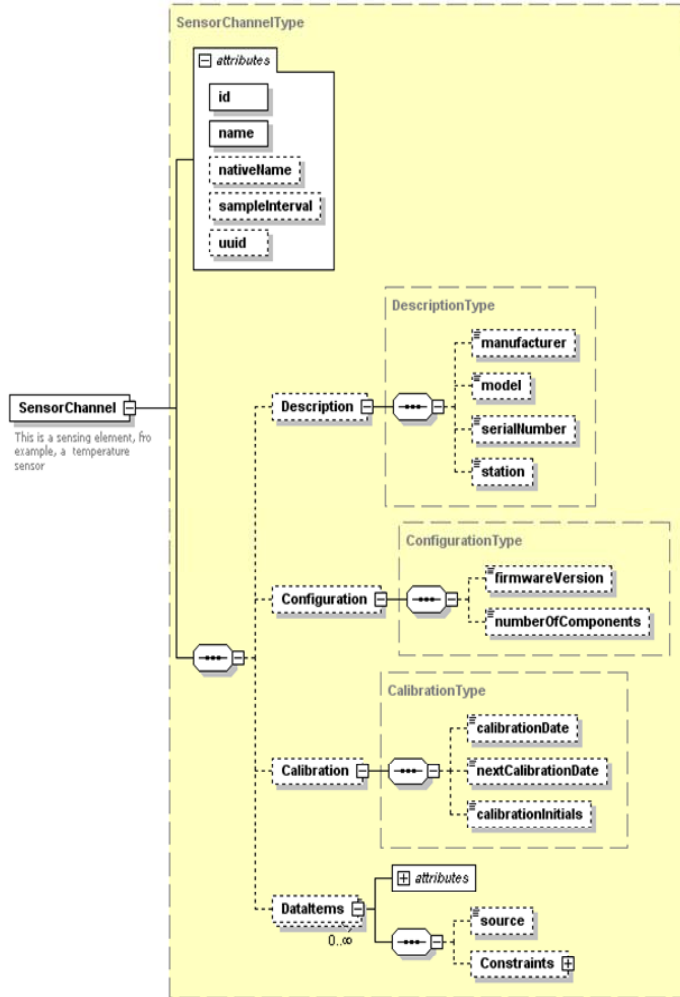 SensorChannelType
attributes
id
name
nativeName
sampleInterval
uuid
DescriptionType
manufacturer
model
serialNumber
station
Description
SensorChannel
This is a sensing element, fro
example, a temperature
sensor
ConfigurationType
firmwareVersion
numberOfComponents
Configuration
CalibrationType
calibrationDate
nextCalibrationDate
calibrationInitials
Calibration
DataItems
0..∞
attributes
source
Constraints